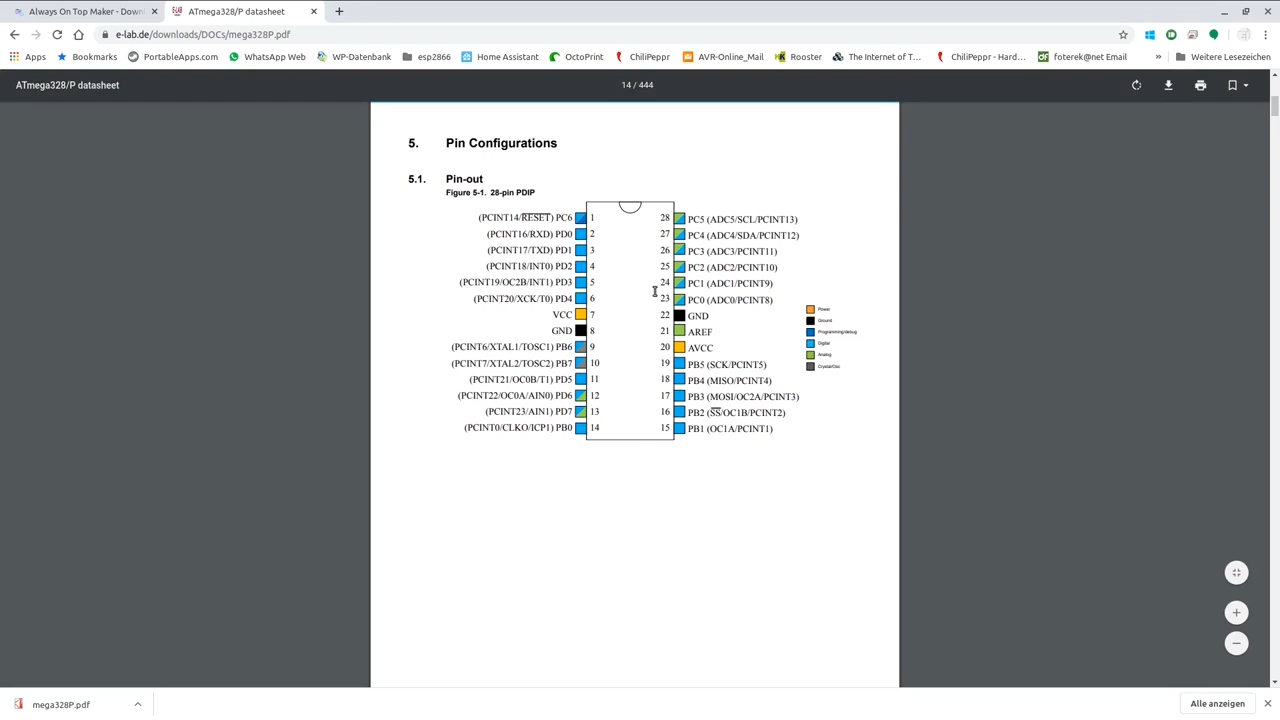 Always On Top Maker - Downl
ATmega328/P datasheet
e-lab.de/downloads/DOCs/mega328P.pdf
Apps
Bookmarks
PortableApps.com
WhatsApp Web
WP-Datenbank
esp2866
Home Assistant
OctoPrint
ChiliPeppr
AVR-Online_Mail
Rooster
The Internet of T...
ChiliPeppr - Hard...
foterek@net Email
»
Weitere Lesezeichen
ATmega328/P datasheet
14 / 444
5. Pin Configurations
5.1. Pin-out
Figure 5-1. 28-pin PDIP
(PCINT14/RESET) PC6 1 28 PC5 (ADC5/SCL/PCINT13)
(PCINT16/RXD) PD0 2 27 PC4 (ADC4/SDA/PCINT12)
(PCINT17/TXD) PD1 3 26 PC3 (ADC3/PCINT11)
(PCINT18/INT0) PD2 4 25 PC2 (ADC2/PCINT10)
(PCINT19/OC2B/INT1) PD3 5 24 PC1 (ADC1/PCINT9)
(PCINT20/XCK/T0) PD4 6 23 PC0 (ADC0/PCINT8)
VCC 7 22 GND
GND 8 21 AREF
(PCINT6/XTAL1/TOSC1) PB6 9 20 AVCC
(PCINT7/XTAL2/TOSC2) PB7 10 19 PB5 (SCK/PCINT5)
(PCINT21/OC0B/T1) PD5 11 18 PB4 (MISO/PCINT4)
(PCINT22/OC0A/AIN0) PD6 12 17 PB3 (MOSI/OC2A/PCINT3)
(PCINT23/AIN1) PD7 13 16 PB2 (SS/OC1B/PCINT2)
(PCINT0/CLKO/ICP1) PB0 14 15 PB1 (OC1A/PCINT1)
Power
Ground
Programming/debug
Digital
Analog
Crystal/Osc
mega328P.pdf
Alle anzeigen